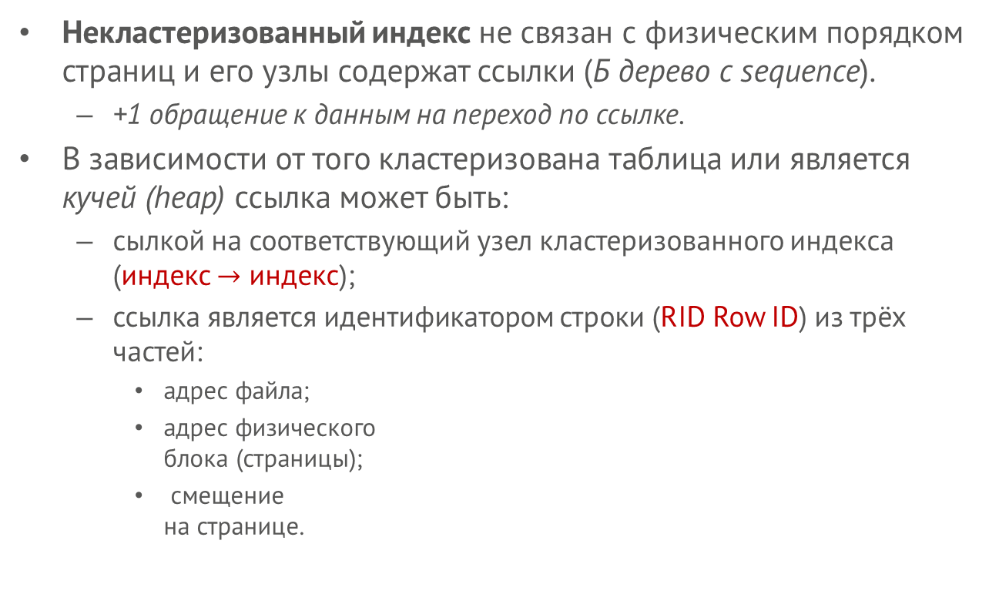 • Некластеризованный индекс не связан с физическим порядком
страниц и его узлы содержат ссылки (Б дерево с sequence).
– +1 обращение к данным на переход по ссылке.
• В зависимости от того кластеризована таблица или является
кучей (heap) ссылка может быть:
– сылкой на соответствующий узел кластеризованного индекса
(индекс → индекс);
– ссылка является идентификатором строки (RID Row ID) из трёх
частей:
• адрес файла;
• адрес физического
блока (страницы);
• смещение
на странице.